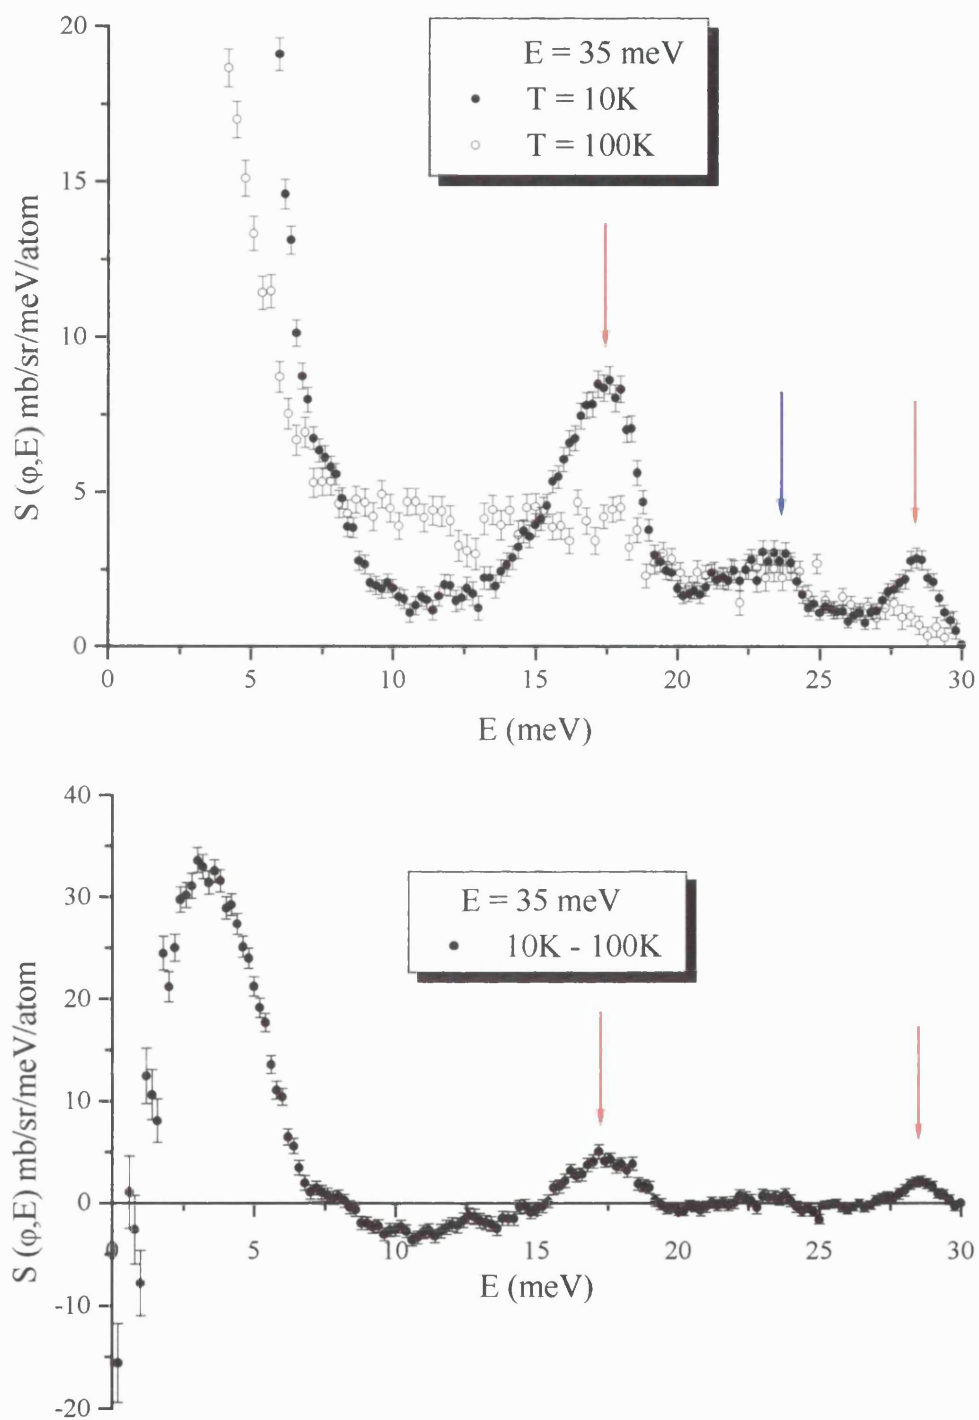 20
15
10
5
0
S (φ,E) mb/sr/meV/atom
E = 35 meV
T = 10K
T = 100K
0 5 10 15 20 25 30
E (meV)
40
30
20
10
0
-10
-20
S (φ,E) mb/sr/meV/atom
E = 35 meV
10K - 100K
0 5 10 15 20 25 30
E (meV)